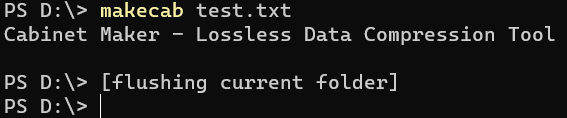 PS D:\> makecab test.txt
Cabinet Maker - Lossless Data Compression Tool
PS D:\> [flushing current folder]
PS D:\>